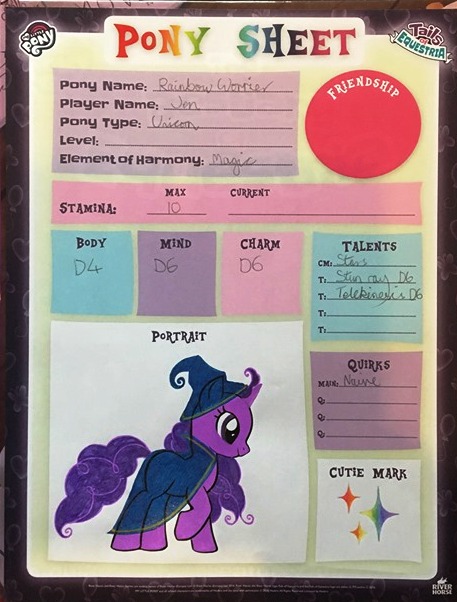 my LITTLE PONY
PONY SHEET
Tails of EQUESTRIA
Pony Name: Rainbow Worrier
Player Name: Jen
Pony Type: Unicorn
Level:
Element of Harmony: Magic
FRIENDSHIP
MAX CURRENT
STAMINA: 10
BODY
D4
MIND
D6
CHARM
D6
TALENTS
CM: Stars
T: Stun ray D6
T: Telekinesis D6
T:
T:
PORTRAIT
QUIRKS
MAIN: Naive
Q:
Q:
Q:
CUTIE MARK
RIVER HORSE